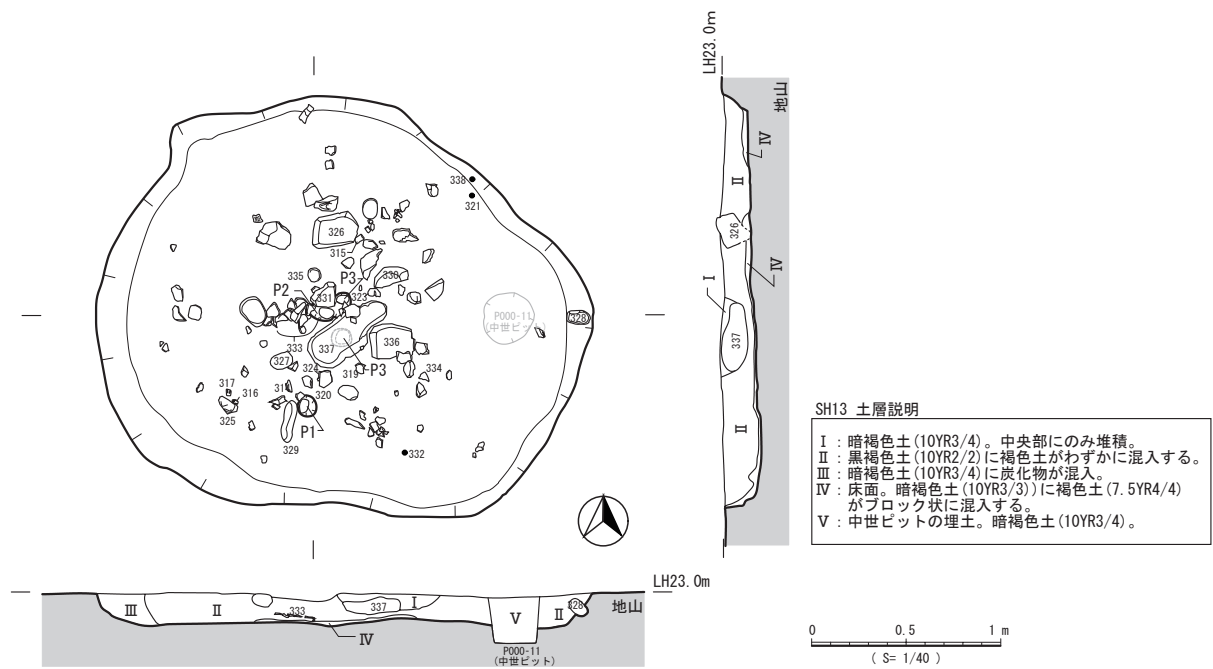 LH23.0m
地山
Ⅳ
Ⅱ
326
Ⅳ
Ⅰ
337
Ⅱ
338
321
326
315
335
P3
330
P2
331
323
P000-11
(中世ピット)
328
333
337
336
327
324
319
P3
334
317
316
314
320
325
P1
329
332
SH13 土層説明
Ⅰ：暗褐色土(10YR3/4)。中央部にのみ堆積。
Ⅱ：黒褐色土(10YR2/2)に褐色土がわずかに混入する。
Ⅲ：暗褐色土(10YR3/4)に炭化物が混入。
Ⅳ：床面。暗褐色土(10YR3/3))に褐色土(7.5YR4/4)
がブロック状に混入する。
Ⅴ：中世ピットの埋土。暗褐色土(10YR3/4)。
LH23.0m
Ⅲ
Ⅱ
333
337
Ⅰ
Ⅴ
Ⅱ
328
地山
Ⅳ
P000-11
(中世ピット)
0 0.5 1 m
( S= 1/40 )